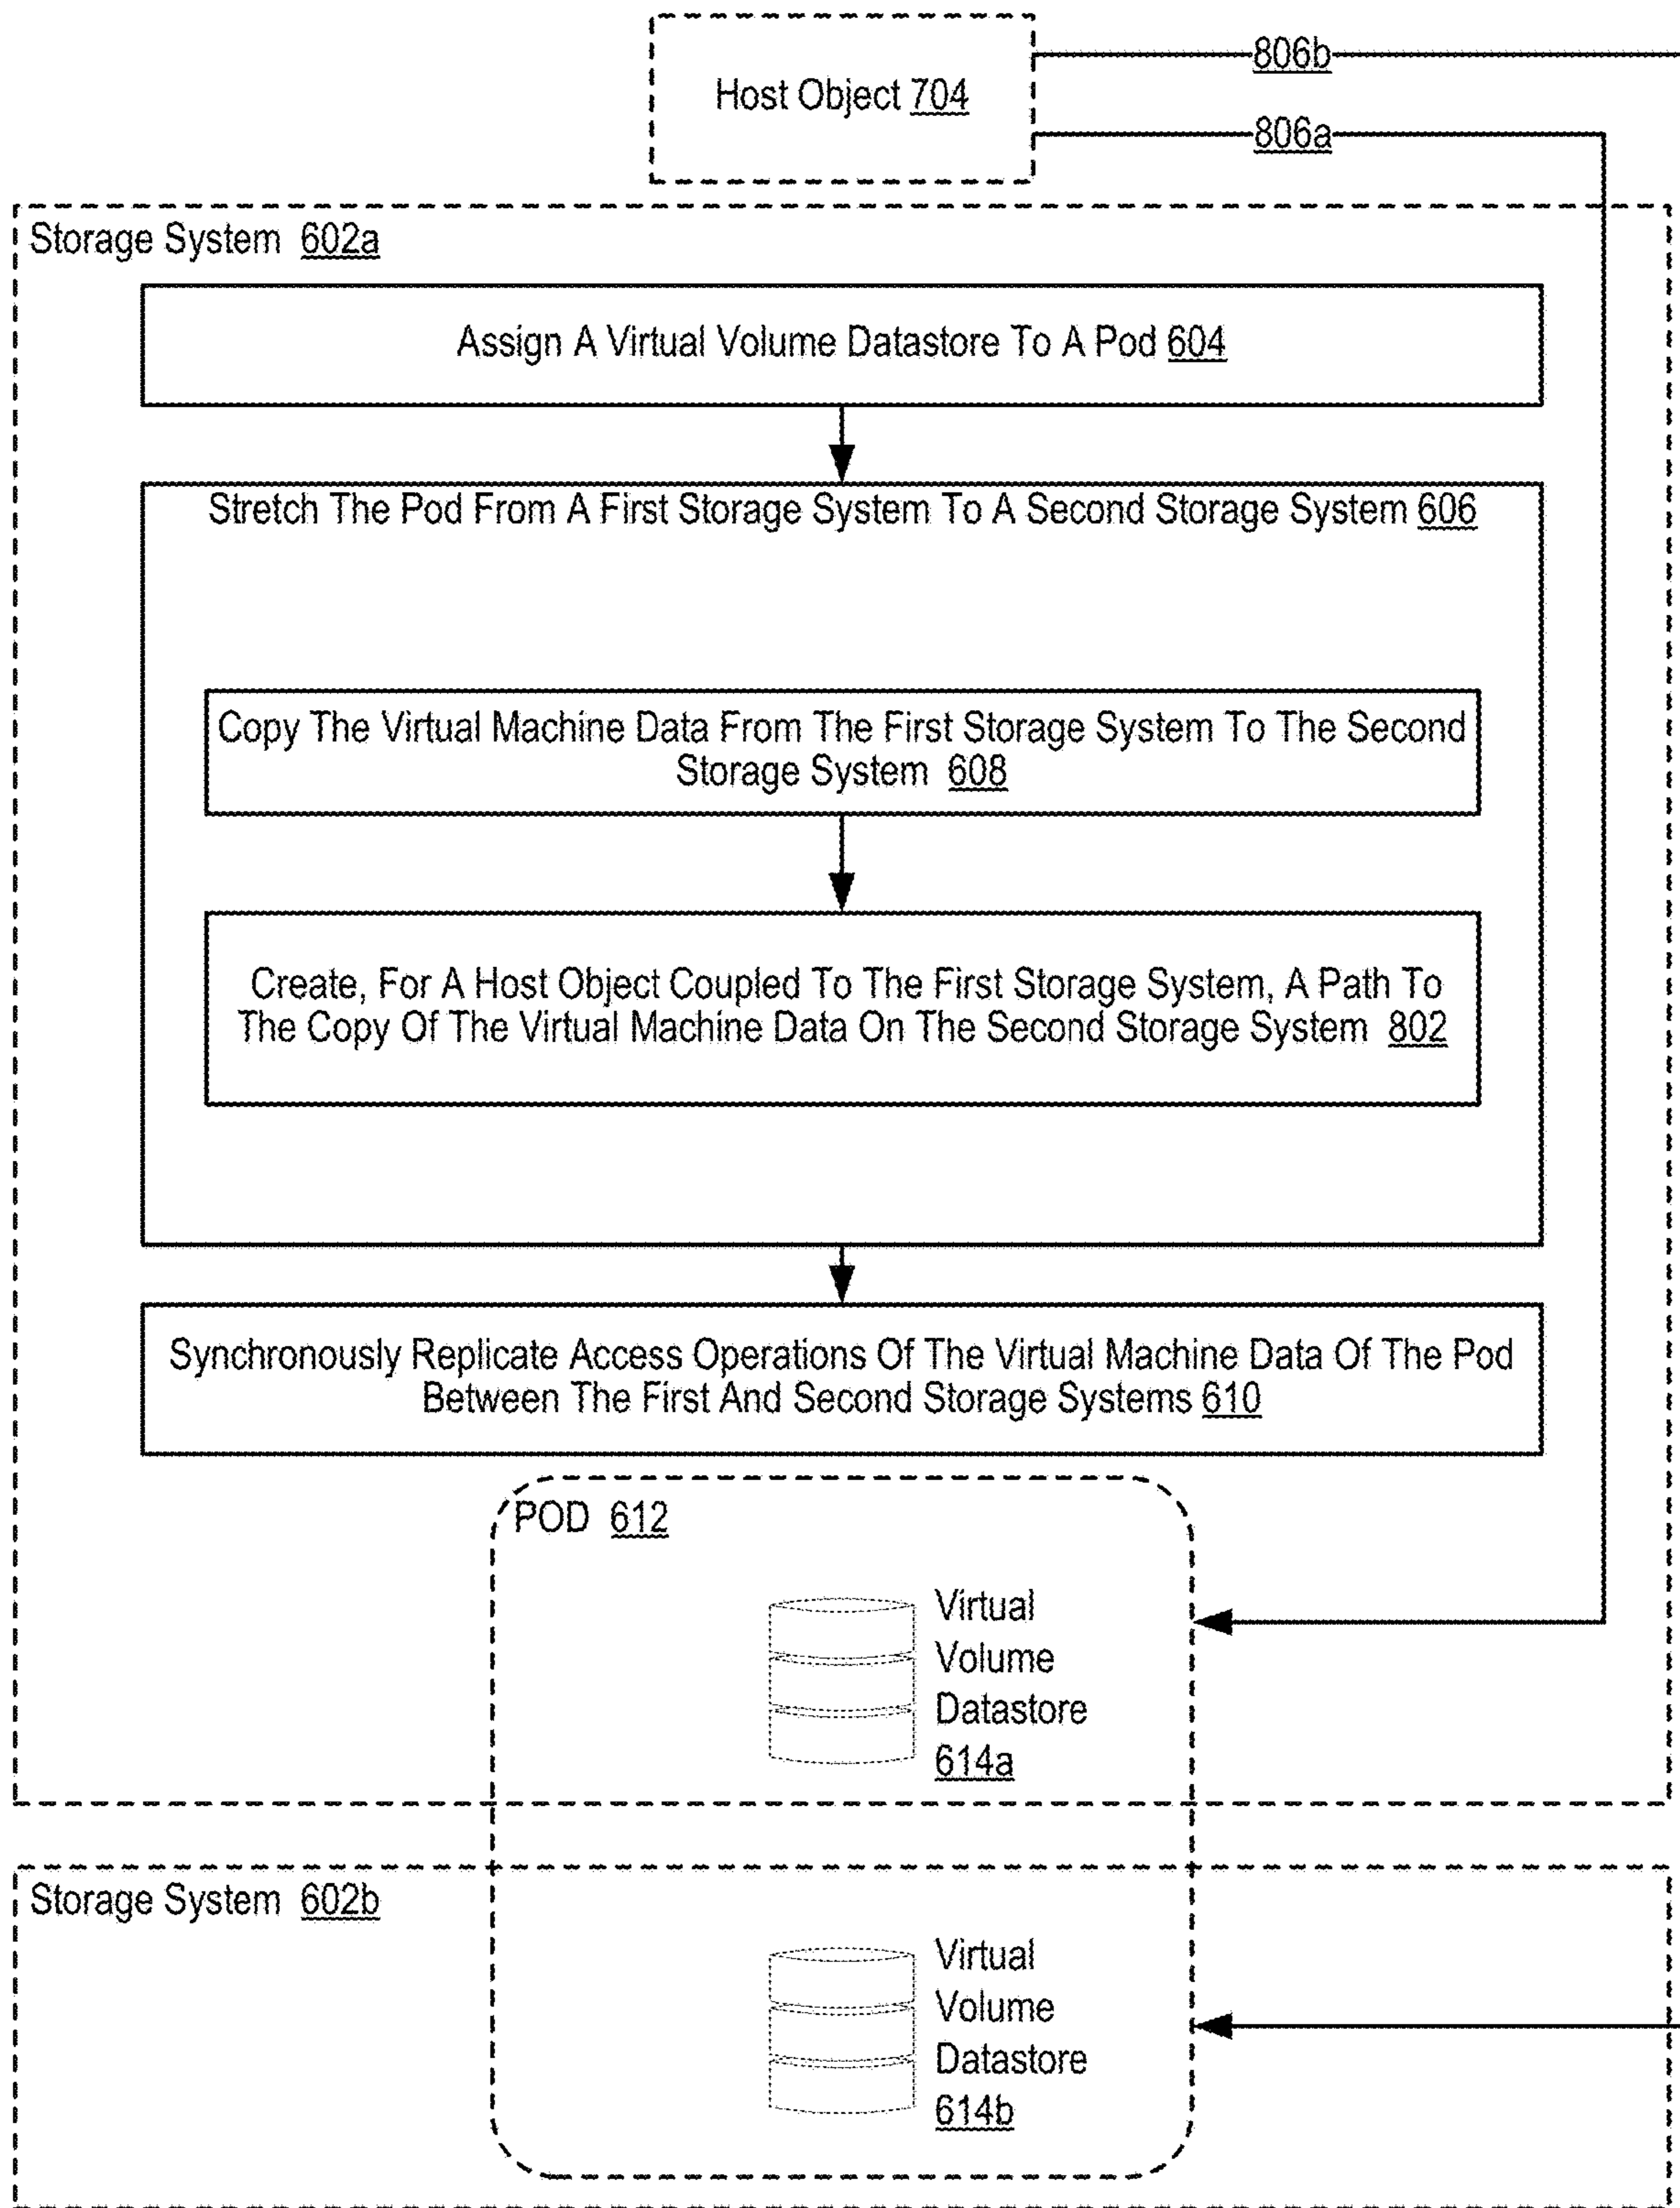 806b
Host Object 704
806a
Storage System 602a
Assign A Virtual Volume Datastore To A Pod 604
Stretch The Pod From A First Storage System To A Second Storage System 606
Copy The Virtual Machine Data From The First Storage System To The Second
Storage System 608
Create, For A Host Object Coupled To The First Storage System, A Path To
The Copy Of The Virtual Machine Data On The Second Storage System 802
Synchronously Replicate Access Operations Of The Virtual Machine Data Of The Pod
Between The First And Second Storage Systems 610
POD 612
Virtual
Volume
Datastore
614a
Storage System 602b
Virtual
Volume
Datastore
614b